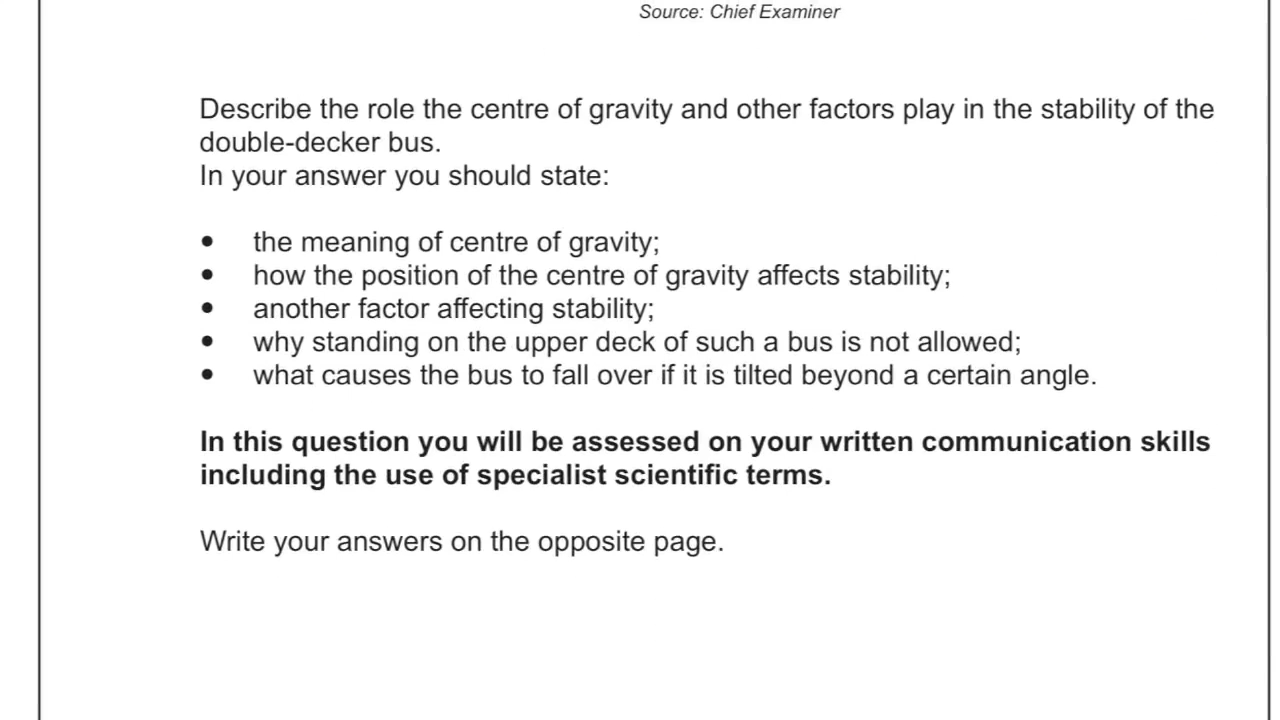 Source: Chief Examiner
Describe the role the centre of gravity and other factors play in the stability of the
double-decker bus.
In your answer you should state:
• the meaning of centre of gravity;
• how the position of the centre of gravity affects stability;
• another factor affecting stability;
• why standing on the upper deck of such a bus is not allowed;
• what causes the bus to fall over if it is tilted beyond a certain angle.
In this question you will be assessed on your written communication skills
including the use of specialist scientific terms.
Write your answers on the opposite page.